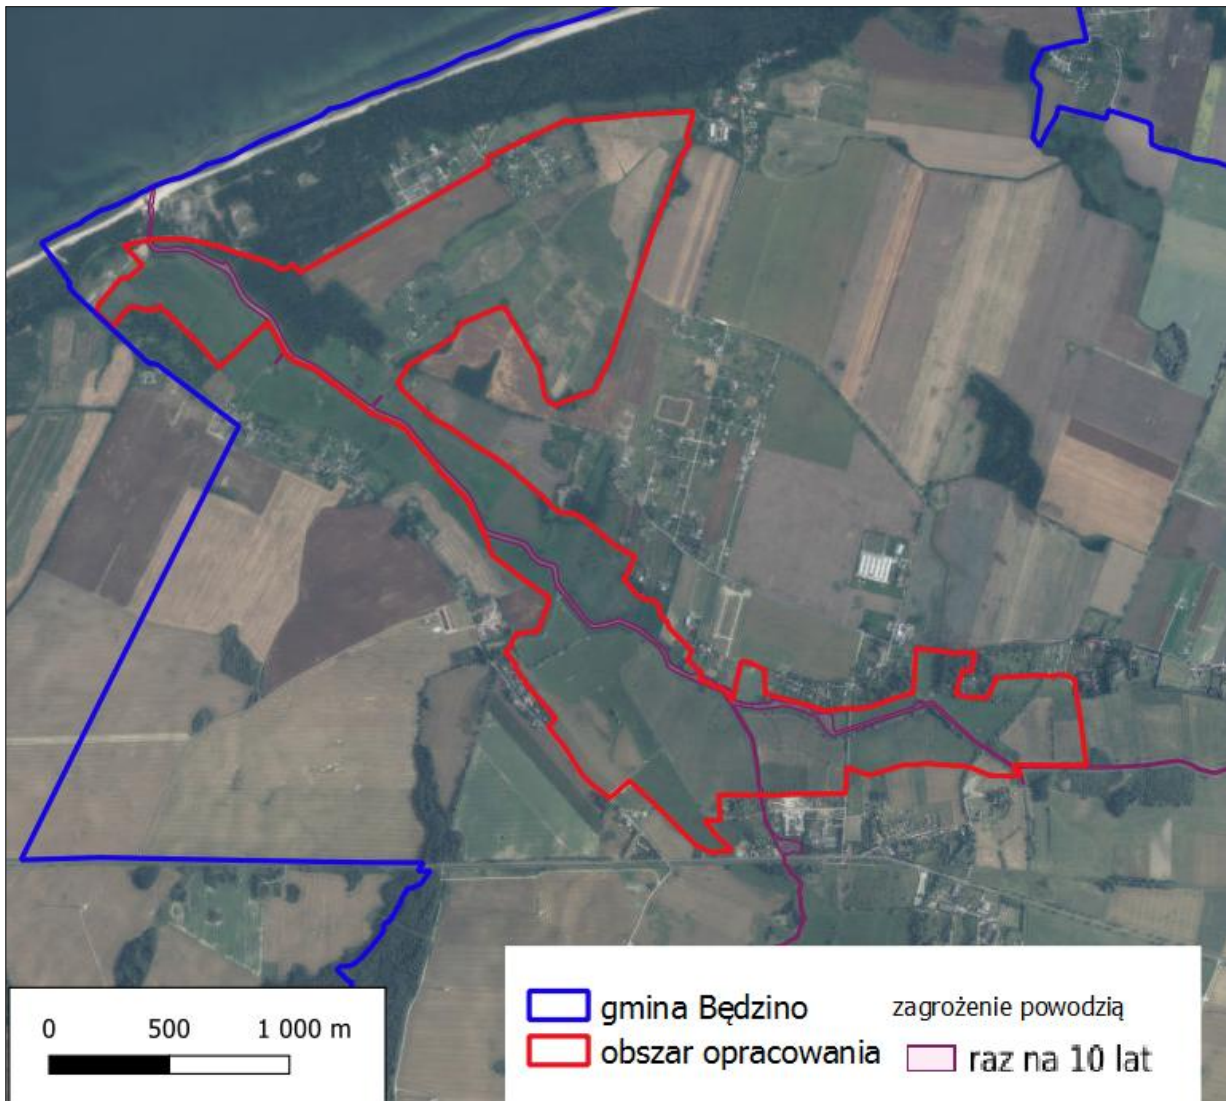 0 500 1 000 m
gmina Będzino
obszar opracowania
zagrożenie powodzią
raz na 10 lat